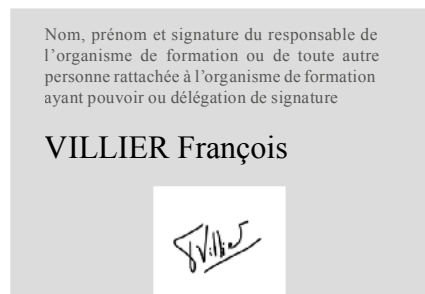 Nom, prénom et signature du responsable de
l’organisme de formation ou de toute autre
personne rattachée à l’organisme de formation
ayant pouvoir ou délégation de signature
VILLIER François
FVillier